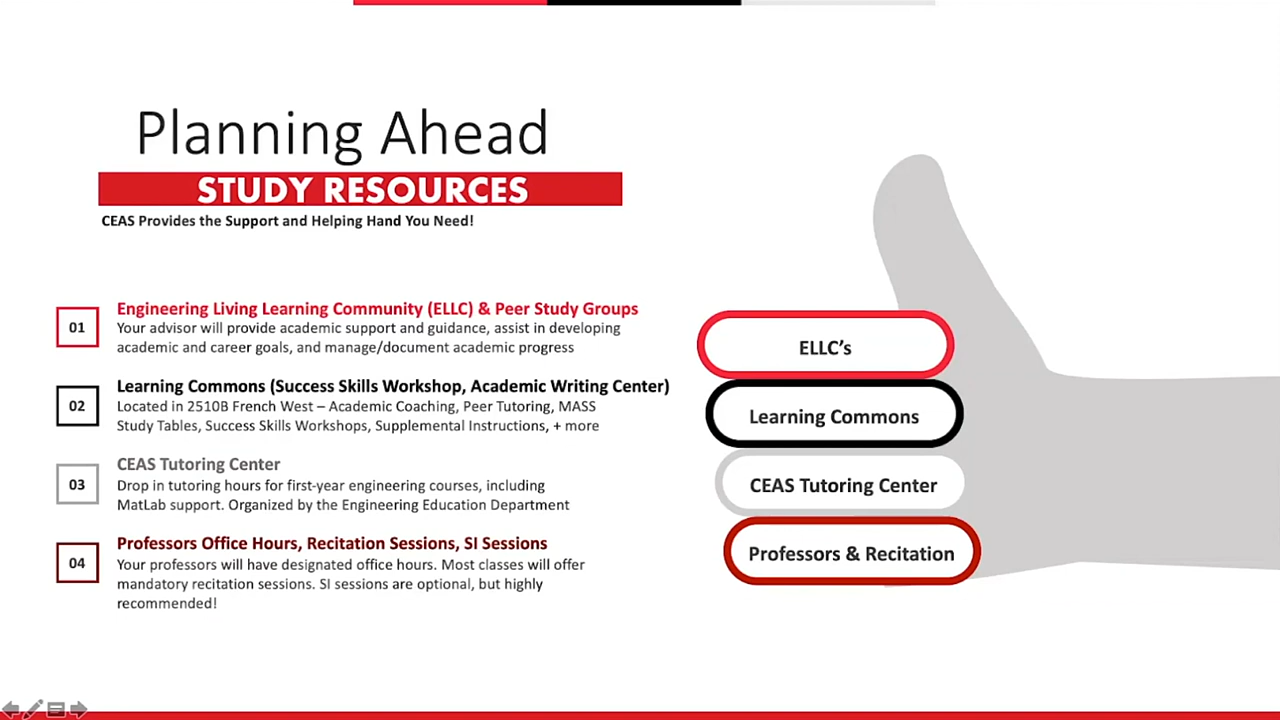 Planning Ahead
STUDY RESOURCES
CEAS Provides the Support and Helping Hand You Need!
01
Engineering Living Learning Community (ELLC) & Peer Study Groups
Your advisor will provide academic support and guidance, assist in developing
academic and career goals, and manage/document academic progress
02
Learning Commons (Success Skills Workshop, Academic Writing Center)
Located in 2510B French West – Academic Coaching, Peer Tutoring, MASS
Study Tables, Success Skills Workshops, Supplemental Instructions, + more
03
CEAS Tutoring Center
Drop in tutoring hours for first-year engineering courses, including
MatLab support. Organized by the Engineering Education Department
04
Professors Office Hours, Recitation Sessions, SI Sessions
Your professors will have designated office hours. Most classes will offer
mandatory recitation sessions. SI sessions are optional, but highly
recommended!
ELLC's
Learning Commons
CEAS Tutoring Center
Professors & Recitation